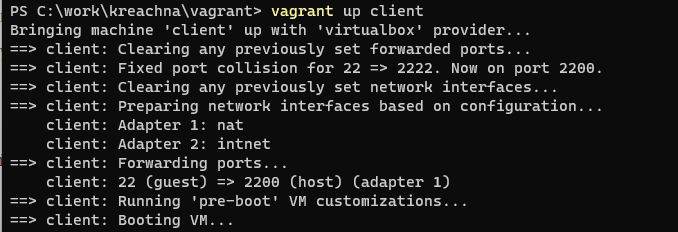 PS C:\work\kreachna\vagrant> vagrant up client
Bringing machine 'client' up with 'virtualbox' provider...
==> client: Clearing any previously set forwarded ports...
==> client: Fixed port collision for 22 => 2222. Now on port 2200.
==> client: Clearing any previously set network interfaces...
==> client: Preparing network interfaces based on configuration...
    client: Adapter 1: nat
    client: Adapter 2: intnet
==> client: Forwarding ports...
    client: 22 (guest) => 2200 (host) (adapter 1)
==> client: Running 'pre-boot' VM customizations...
==> client: Booting VM...